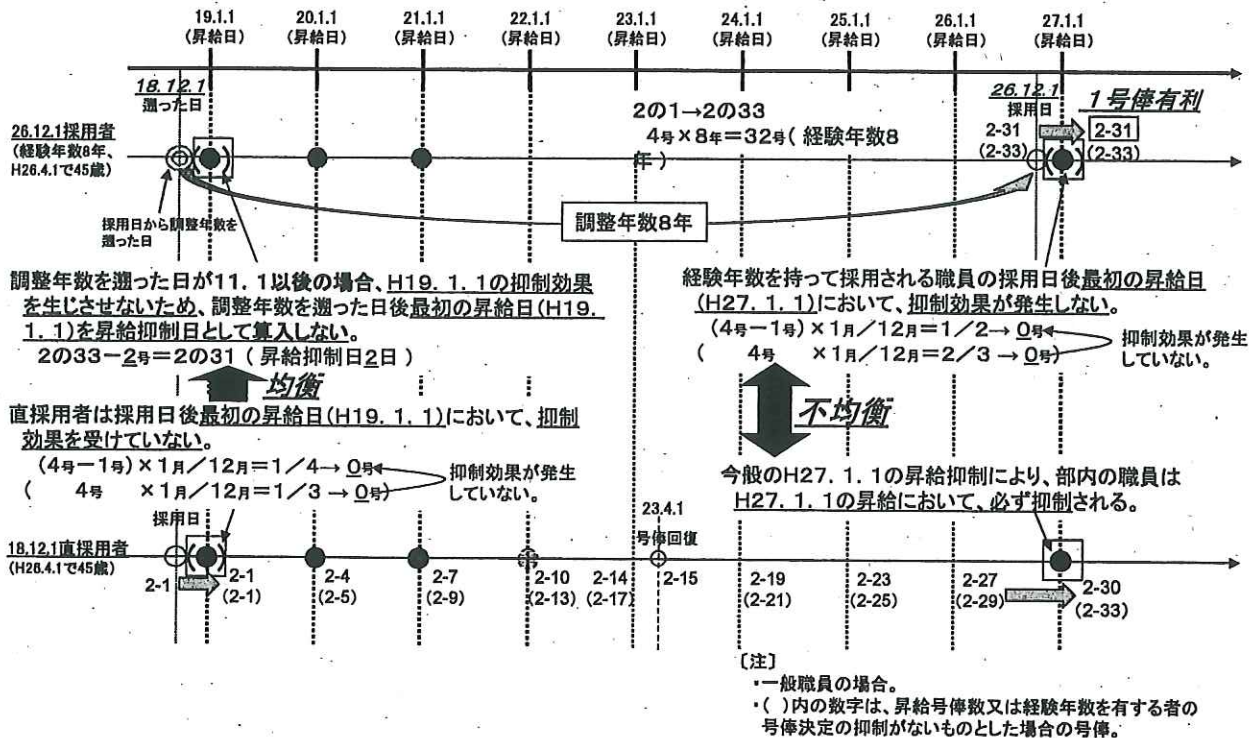 19.1.1 20.1.1 21.1.1 22.1.1 23.1.1 24.1.1 25.1.1 26.1.1 27.1.1
(昇給日) (昇給日) (昇給日) (昇給日) (昇給日) (昇給日) (昇給日) (昇給日) (昇給日)
18.12.1
遡った日
26.12.1
採用日
1号俸有利
26.12.1採用者
(経験年数8年、
H26.4.1で45歳)
2の1→2の33
4号×8年=32号( 経験年数8
年 )
2-31
(2-33)
2-31
(2-33)
採用日から調整年数を
遡った日
調整年数8年
調整年数を遡った日が11.1以後の場合、H19.1.1の抑制効果
を生じさせないため、調整年数を遡った日後最初の昇給日(H19.
1.1)を昇給抑制日として算入しない。
2の33-2号=2の31 ( 昇給抑制日2日 )
均衡
直採用者は採用日後最初の昇給日(H19.1.1)において、抑制
効果を受けていない。
(4号-1号)×1月/12月=1/4→ 0号
( 4号 ×1月/12月=1/3 → 0号)
抑制効果が発生
していない。
経験年数を持って採用される職員の採用日後最初の昇給日
(H27.1.1)において、抑制効果が発生しない。
(4号-1号)×1月/12月=1/2→ 0号
( 4号 ×1月/12月=2/3 → 0号)
抑制効果が発生
していない。
不均衡
今般のH27.1.1の昇給抑制により、部内の職員は
H27.1.1の昇給において、必ず抑制される。
採用日
23.4.1
号俸回復
18.12.1直採用者
(H26.4.1で45歳)
2-1 2-1 2-4 2-7 2-10 2-14 2-15 2-19 2-23 2-27 2-30
(2-1) (2-5) (2-9) (2-13) (2-17) (2-21) (2-25) (2-29) (2-33)
〔注〕
・一般職員の場合。
・( )内の数字は、昇給号俸数又は経験年数を有する者の
号俸決定の抑制がないものとした場合の号俸。